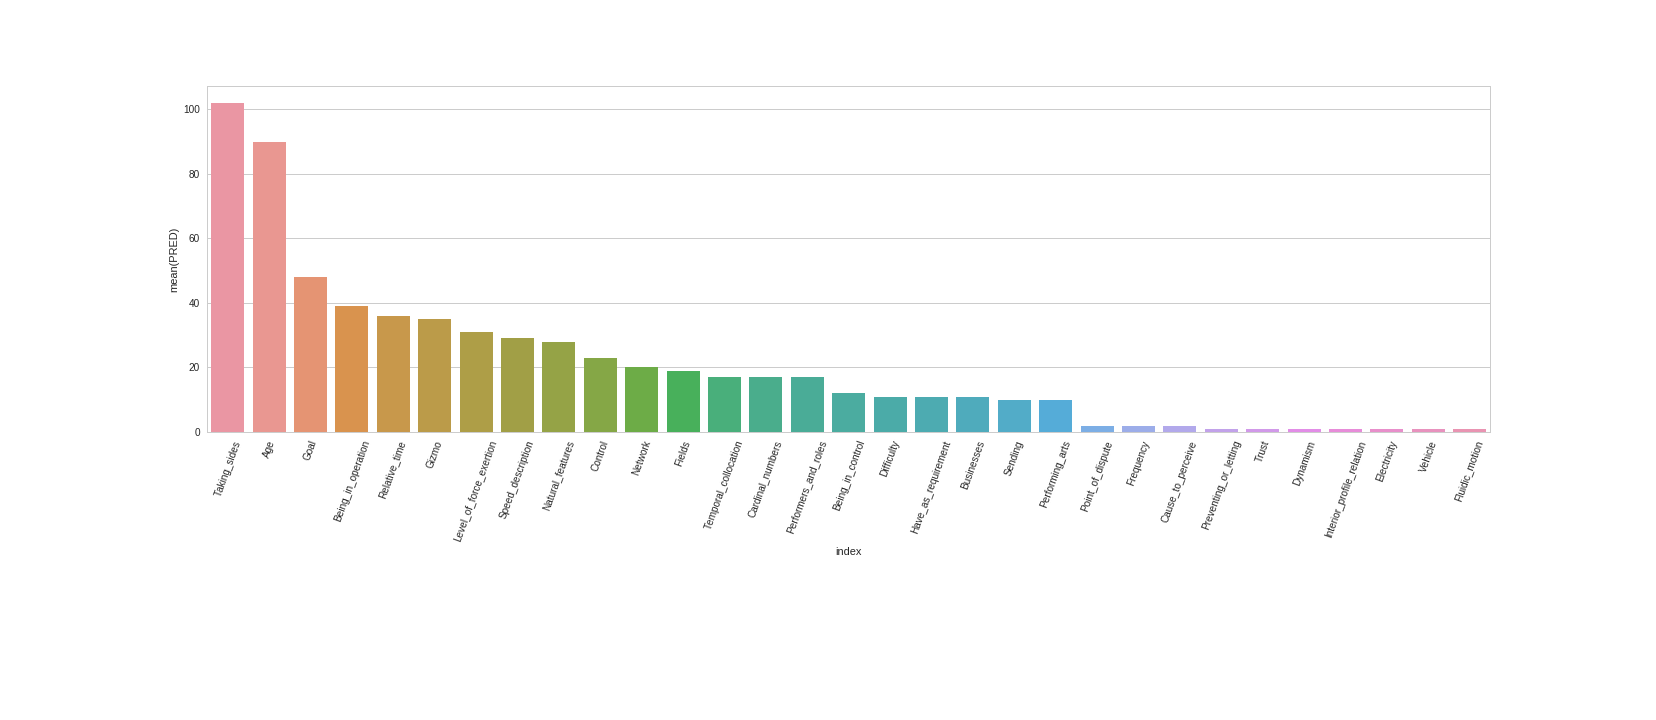 100
80
60
40
20
0
mean(PRED)
Taking_sides
Age
Goal
Being_in_operation
Relative_time
Gizmo
Level_of_force_exertion
Speed_description
Natural_features
Control
Network
Fields
Temporal_collocation
Cardinal_numbers
Performers_and_roles
Being_in_control
Difficulty
Have_as_requirement
Businesses
Sending
Performing_arts
Point_of_dispute
Frequency
Cause_to_perceive
Preventing_or_letting
Trust
Dynamism
Interior_profile_relation
Electricity
Vehicle
Fluidic_motion
index